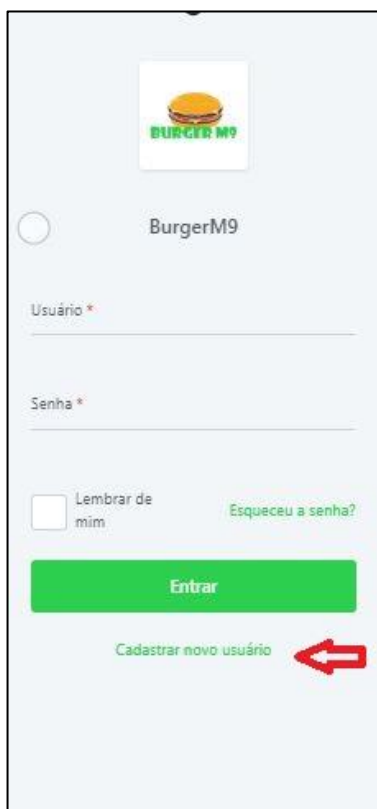 BURGER M9
BurgerM9
Usuário *
Senha *
Lembrar de
mim
Esqueceu a senha?
Entrar
Cadastrar novo usuário